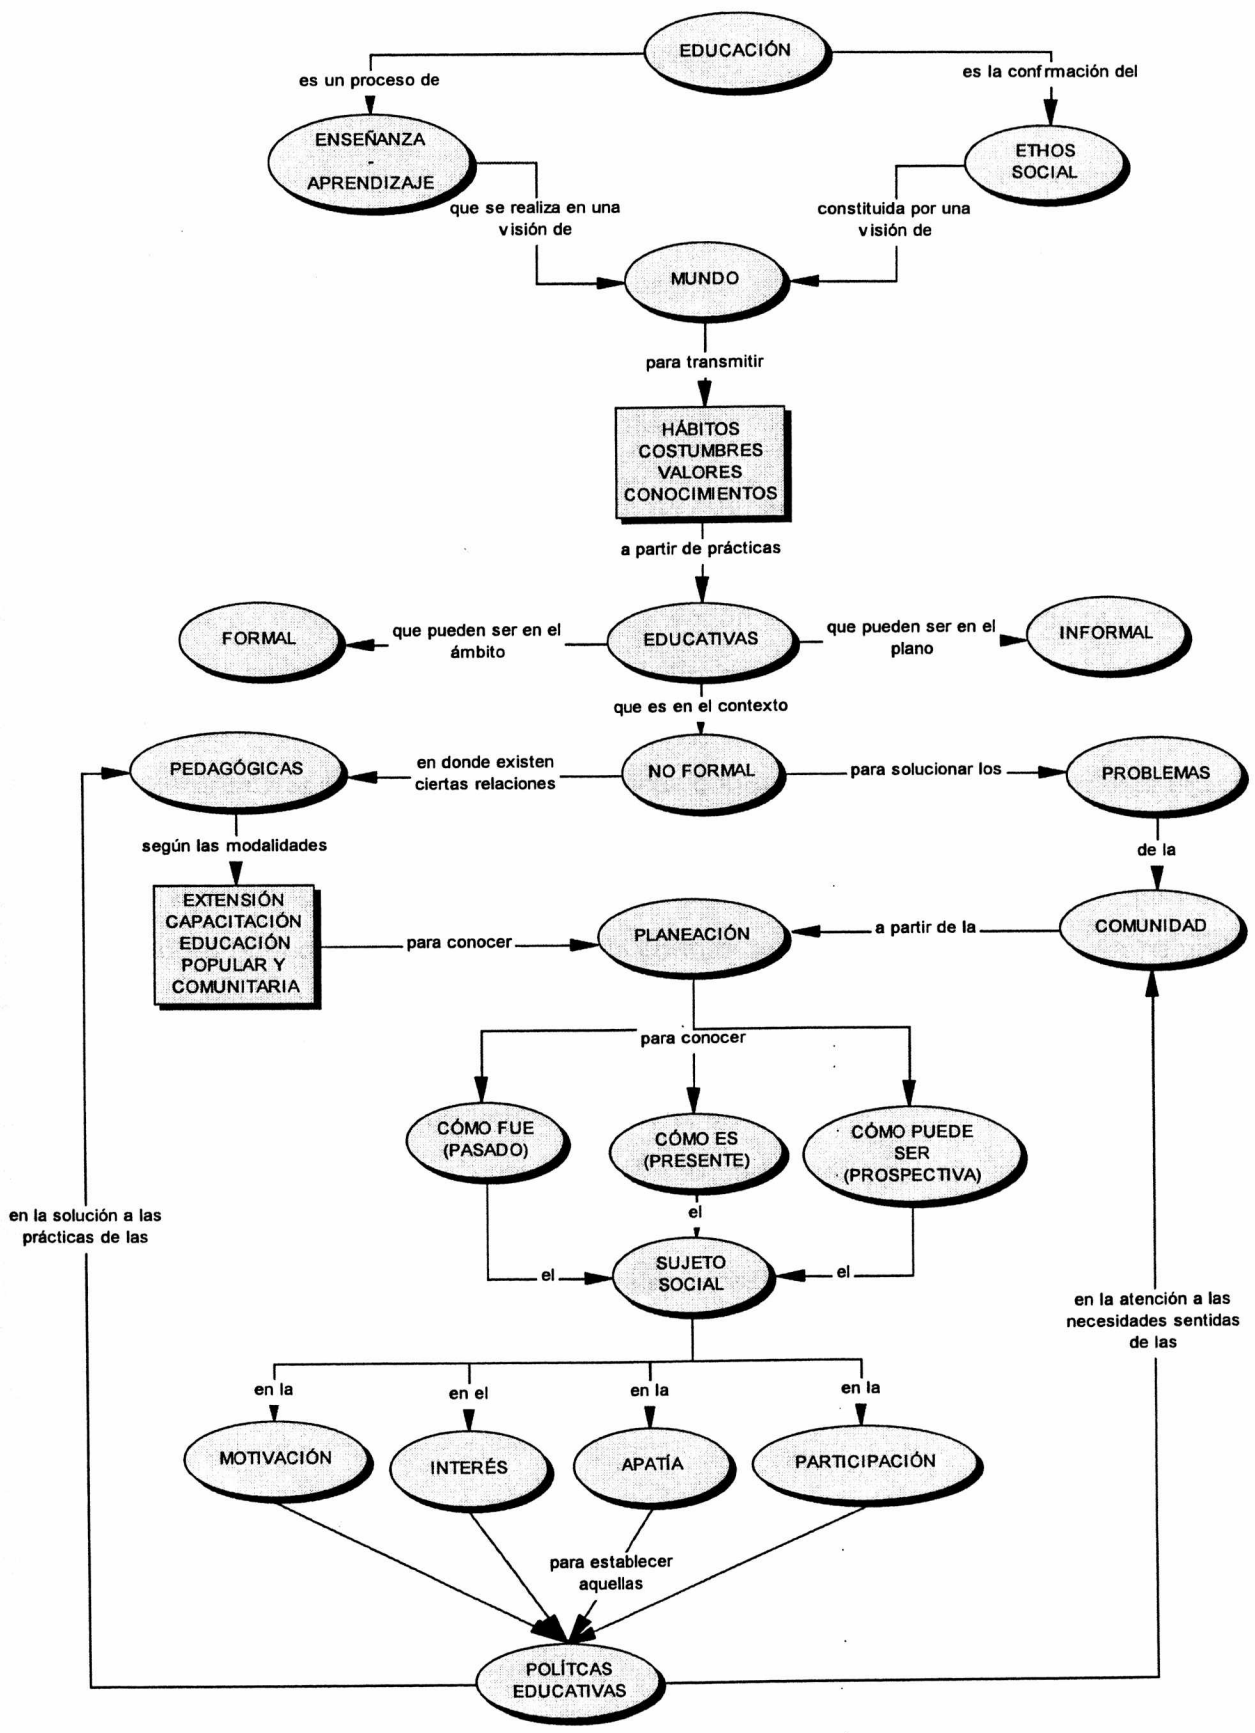 EDUCACIÓN
es un proceso de
es la confrmación del
ENSEÑANZA
-
APRENDIZAJE
ETHOS
SOCIAL
que se realiza en una
visión de
constituida por una
visión de
MUNDO
para transmitir
HÁBITOS
COSTUMBRES
VALORES
CONOCIMIENTOS
a partir de prácticas
FORMAL
que pueden ser en el
ámbito
EDUCATIVAS
que pueden ser en el
plano
INFORMAL
que es en el contexto
PEDAGÓGICAS
en donde existen
ciertas relaciones
NO FORMAL
para solucionar los
PROBLEMAS
según las modalidades
de la
EXTENSIÓN
CAPACITACIÓN
EDUCACIÓN
POPULAR Y
COMUNITARIA
para conocer
PLANEACIÓN
a partir de la
COMUNIDAD
para conocer
CÓMO FUE
(PASADO)
CÓMO ES
(PRESENTE)
CÓMO PUEDE
SER
(PROSPECTIVA)
en la solución a las
prácticas de las
el
el
SUJETO
SOCIAL
el
en la atención a las
necesidades sentidas
de las
en la
en el
en la
en la
MOTIVACIÓN
INTERÉS
APATÍA
PARTICIPACIÓN
para establecer
aquellas
POLÍTCAS
EDUCATIVAS